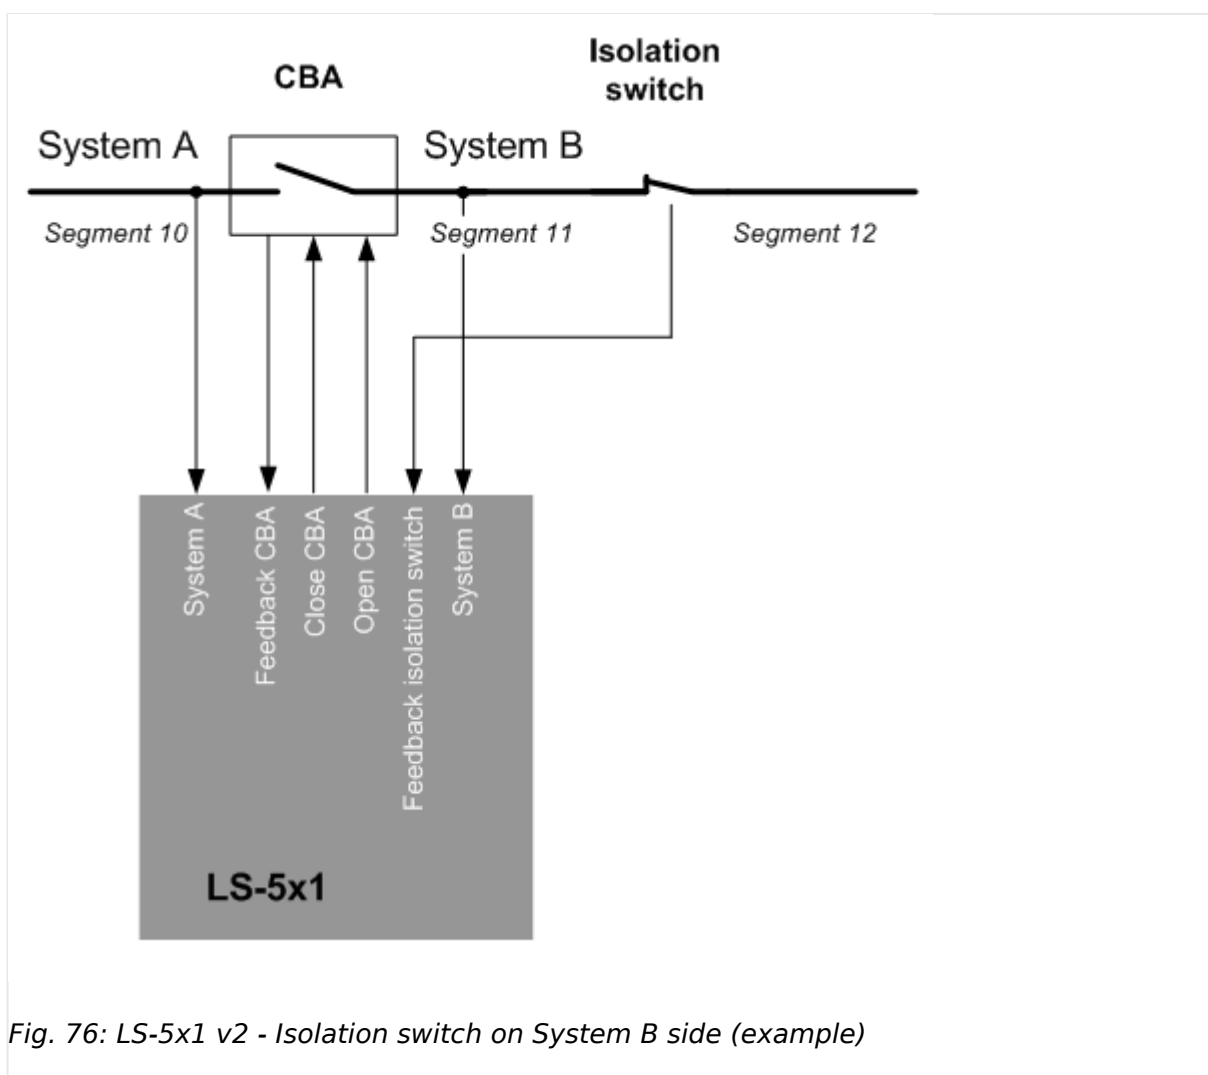 Isolation
switch
CBA
System A
System B
Segment 10
Segment 11
Segment 12
System A
Feedback CBA
Close CBA
Open CBA
Feedback isolation switch
System B
LS-5x1
Fig. 76: LS-5x1 v2 - Isolation switch on System B side (example)